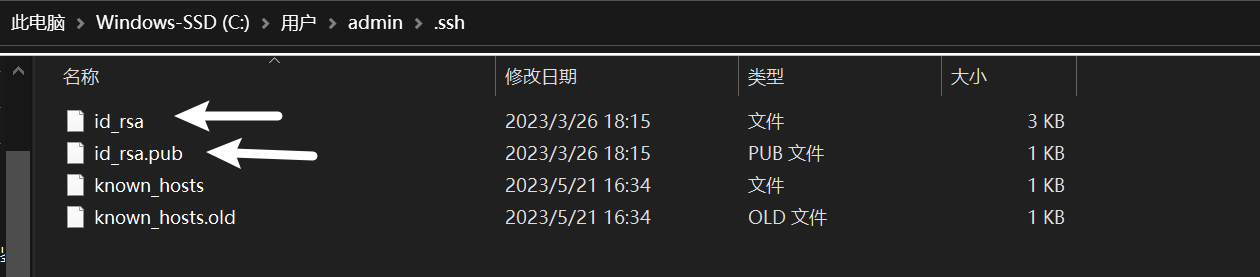 此电脑 > Windows-SSD (C:) > 用户 > admin > .ssh
名称 修改日期 类型 大小
id_rsa 2023/3/26 18:15 文件 3 KB
id_rsa.pub 2023/3/26 18:15 PUB 文件 1 KB
known_hosts 2023/5/21 16:34 文件 1 KB
known_hosts.old 2023/5/21 16:34 OLD 文件 1 KB